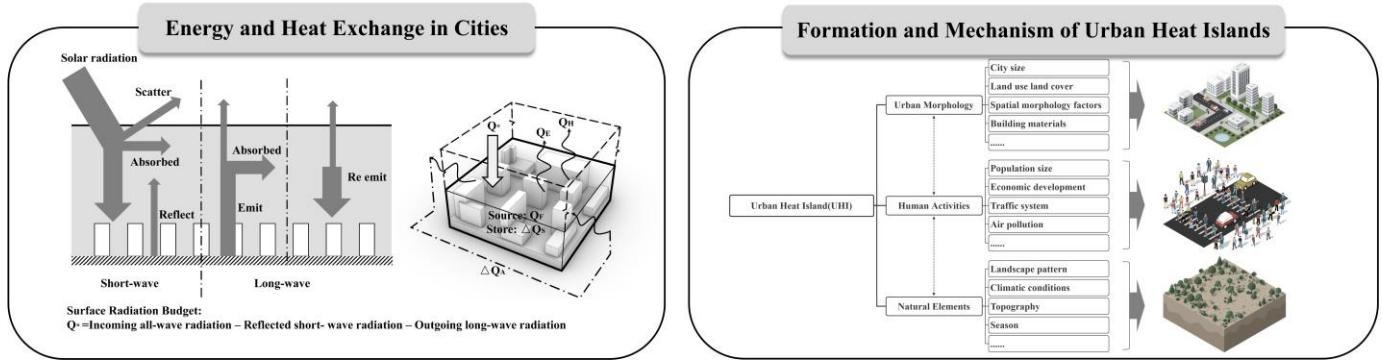 Energy and Heat Exchange in Cities
Solar radiation
Scatter
Absorbed
Absorbed
Re emit
Reflect
Emit
Short-wave
Long-wave
Q*
QE
QH
Source: QF
Store: △QS
△QA
Surface Radiation Budget:
Q*=Incoming all-wave radiation – Reflected short- wave radiation – Outgoing long-wave radiation
Formation and Mechanism of Urban Heat Islands
Urban Heat Island(UHI)
Urban Morphology
City size
Land use land cover
Spatial morphology factors
Building materials
......
Human Activities
Population size
Economic development
Traffic system
Air pollution
......
Natural Elements
Landscape pattern
Climatic conditions
Topography
Season
......